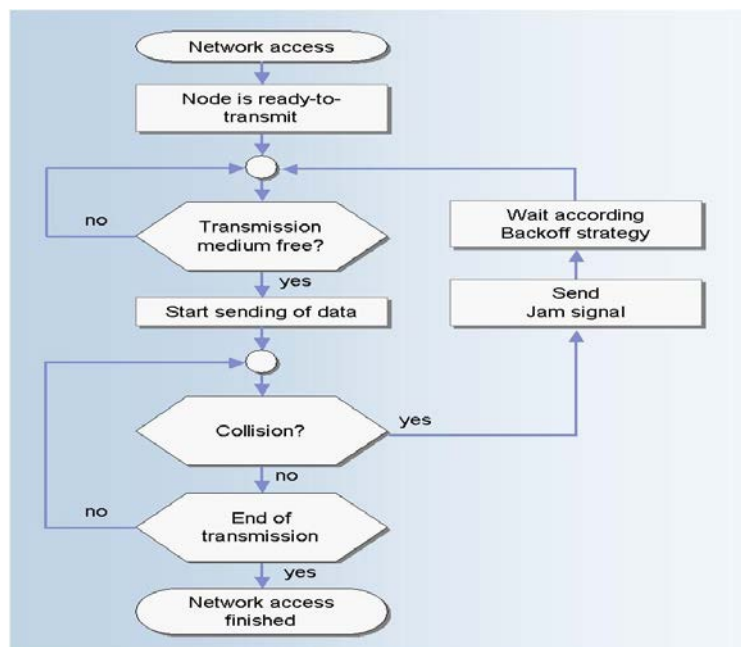 Network access
Node is ready-to-
transmit
no
Transmission
medium free?
yes
Start sending of data
Wait according
Backoff strategy
Send
Jam signal
Collision?
yes
no
no
End of
transmission
yes
Network access
finished